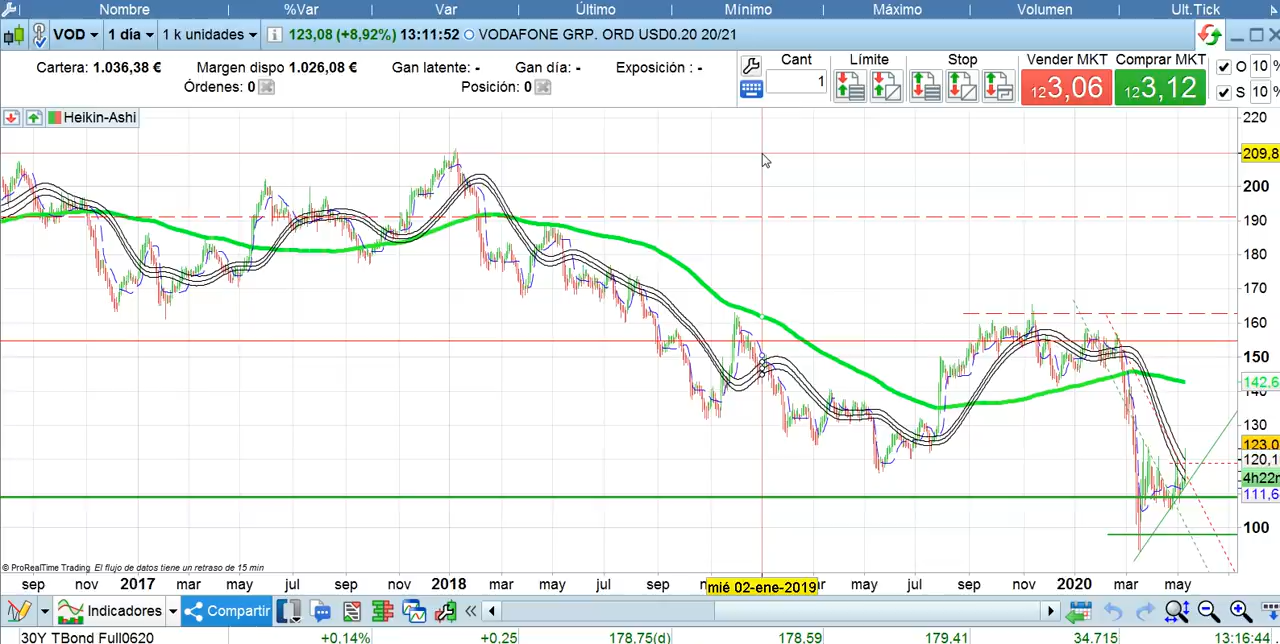 Nombre %Var Var Último Mínimo Máximo Volumen Ult.Tick
VOD 1 día 1 k unidades 123,08 (+8,92%) 13:11:52 VODAFONE GRP. ORD USD0.20 20/21
Cartera: 1.036,38 € Margen dispo 1.026,08 € Gan latente: - Gan día: - Exposición : - Cant Límite Stop Vender MKT Comprar MKT O 10 %
Órdenes: 0 Posición: 0 1 123,06 123,12 S 10 %
Heikin-Ashi
220
209,8
200
190
180
170
160
150
142,6
140
130
123.0
120,1
4h22m
111,6
100
© ProRealTime Trading El flujo de datos tiene un retraso de 15 min
sep nov 2017 mar may jul sep nov 2018 mar may jul sep mié 02-ene-2019 may jul sep nov 2020 mar may
Indicadores Compartir
30Y TBond Full0620 +0.14% +0.25 178.75(d) 178.59 179.41 34.715 13:16:44